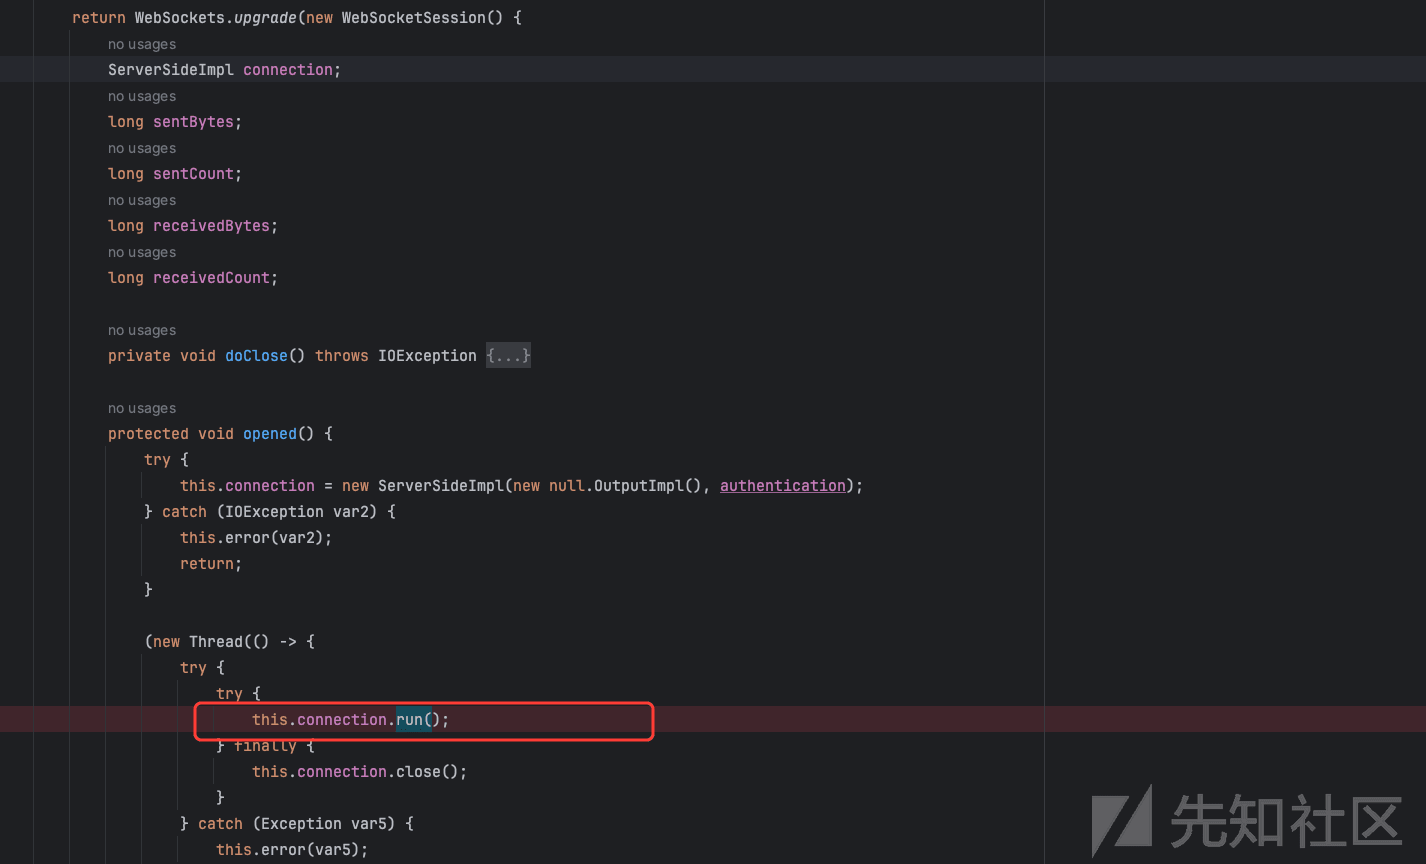 return WebSockets.upgrade(new WebSocketSession() {
no usages
ServerSideImpl connection;
no usages
long sentBytes;
no usages
long sentCount;
no usages
long receivedBytes;
no usages
long receivedCount;
no usages
private void doClose() throws IOException {...}
no usages
protected void opened() {
try {
this.connection = new ServerSideImpl(new null.OutputImpl(), authentication);
} catch (IOException var2) {
this.error(var2);
return;
}
(new Thread(() -> {
try {
try {
this.connection.run();
} finally {
this.connection.close();
}
} catch (Exception var5) {
this.error(var5);
先知社区